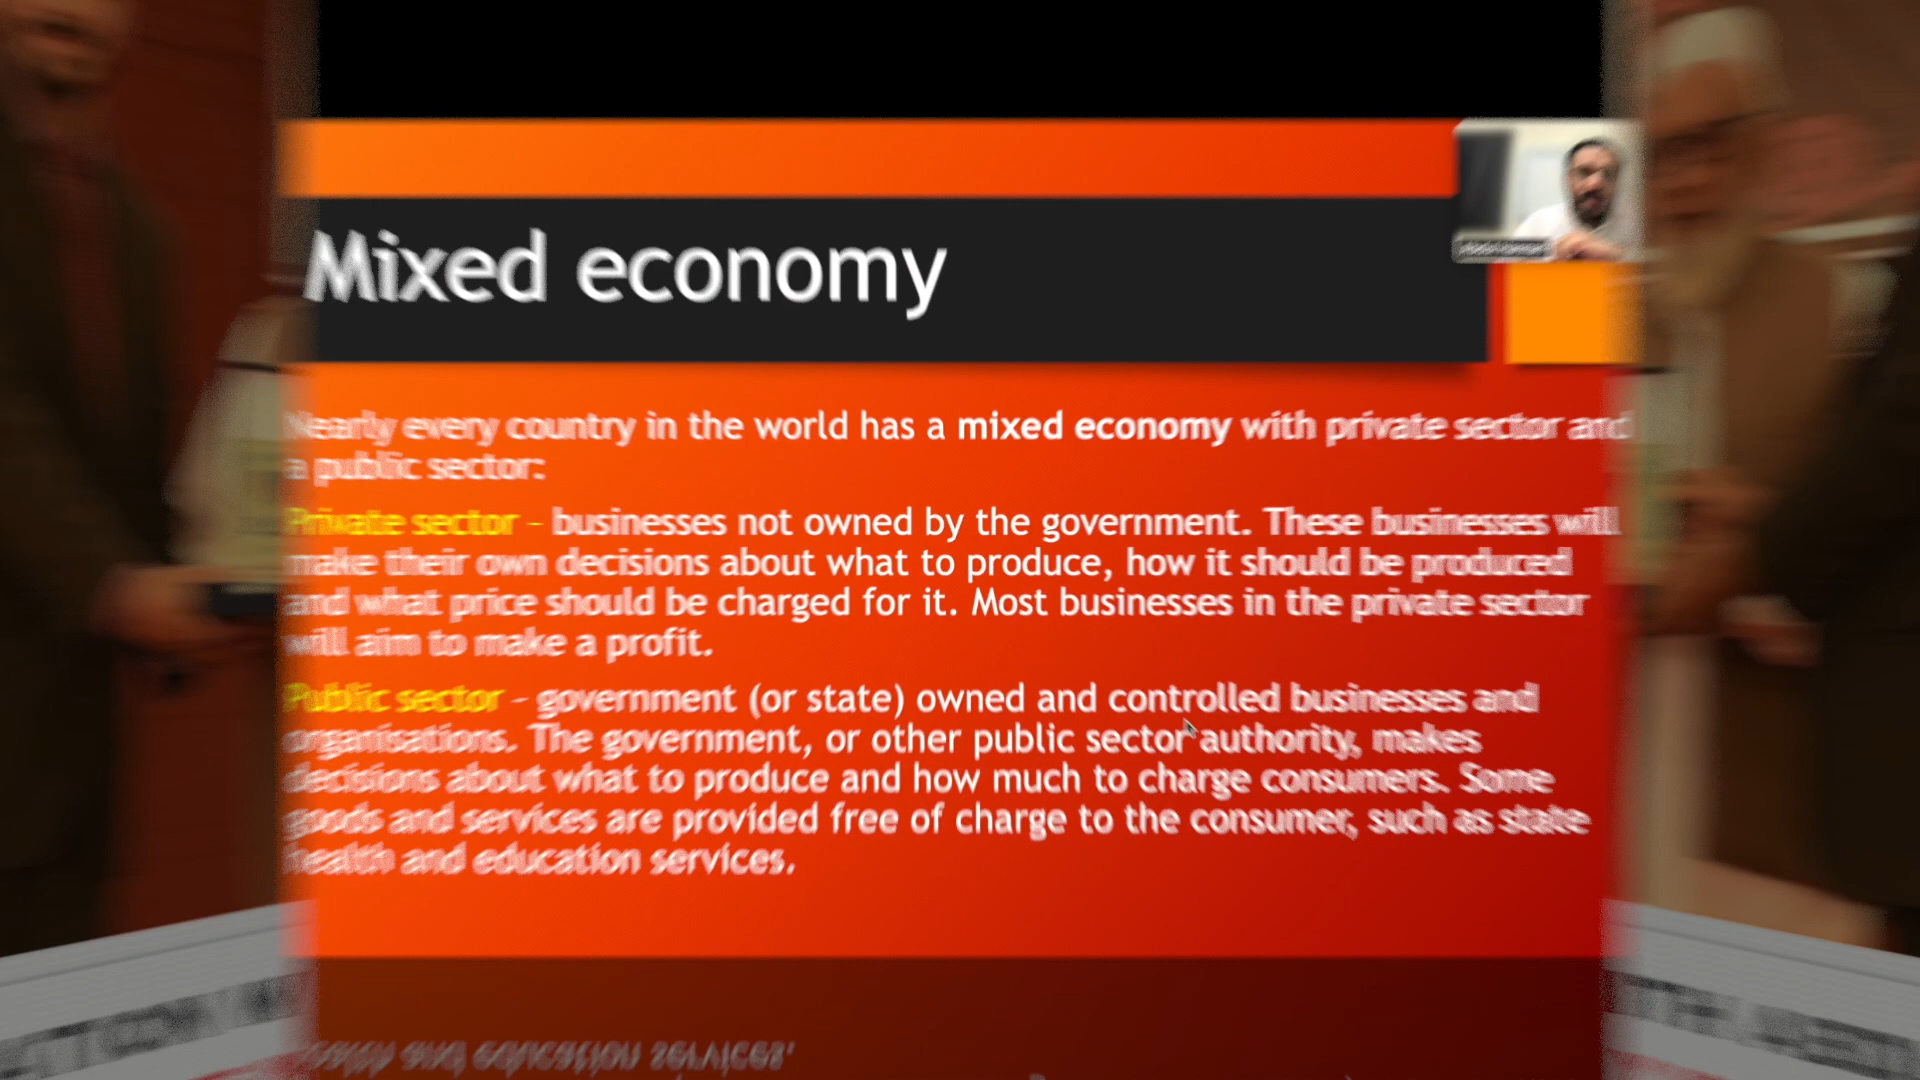 Mixed economy
Nearly every country in the world has a mixed economy with private sector and
a public sector:
Private sector – businesses not owned by the government. These businesses will
make their own decisions about what to produce, how it should be produced
and what price should be charged for it. Most businesses in the private sector
will aim to make a profit.
Public sector – government (or state) owned and controlled businesses and
organisations. The government, or other public sector authority, makes
decisions about what to produce and how much to charge consumers. Some
goods and services are provided free of charge to the consumer, such as state
health and education services.